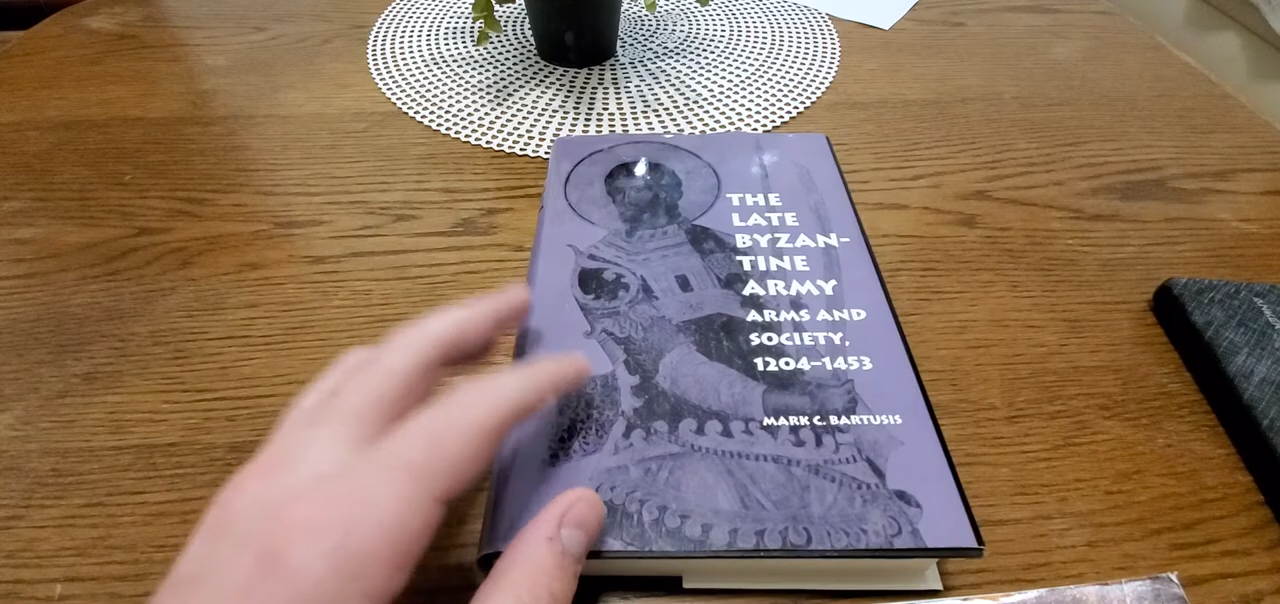 THE
LATE
BYZAN-
TINE
ARMY
ARMS AND
SOCIETY,
1204–1453
MARK C. BARTUSIS